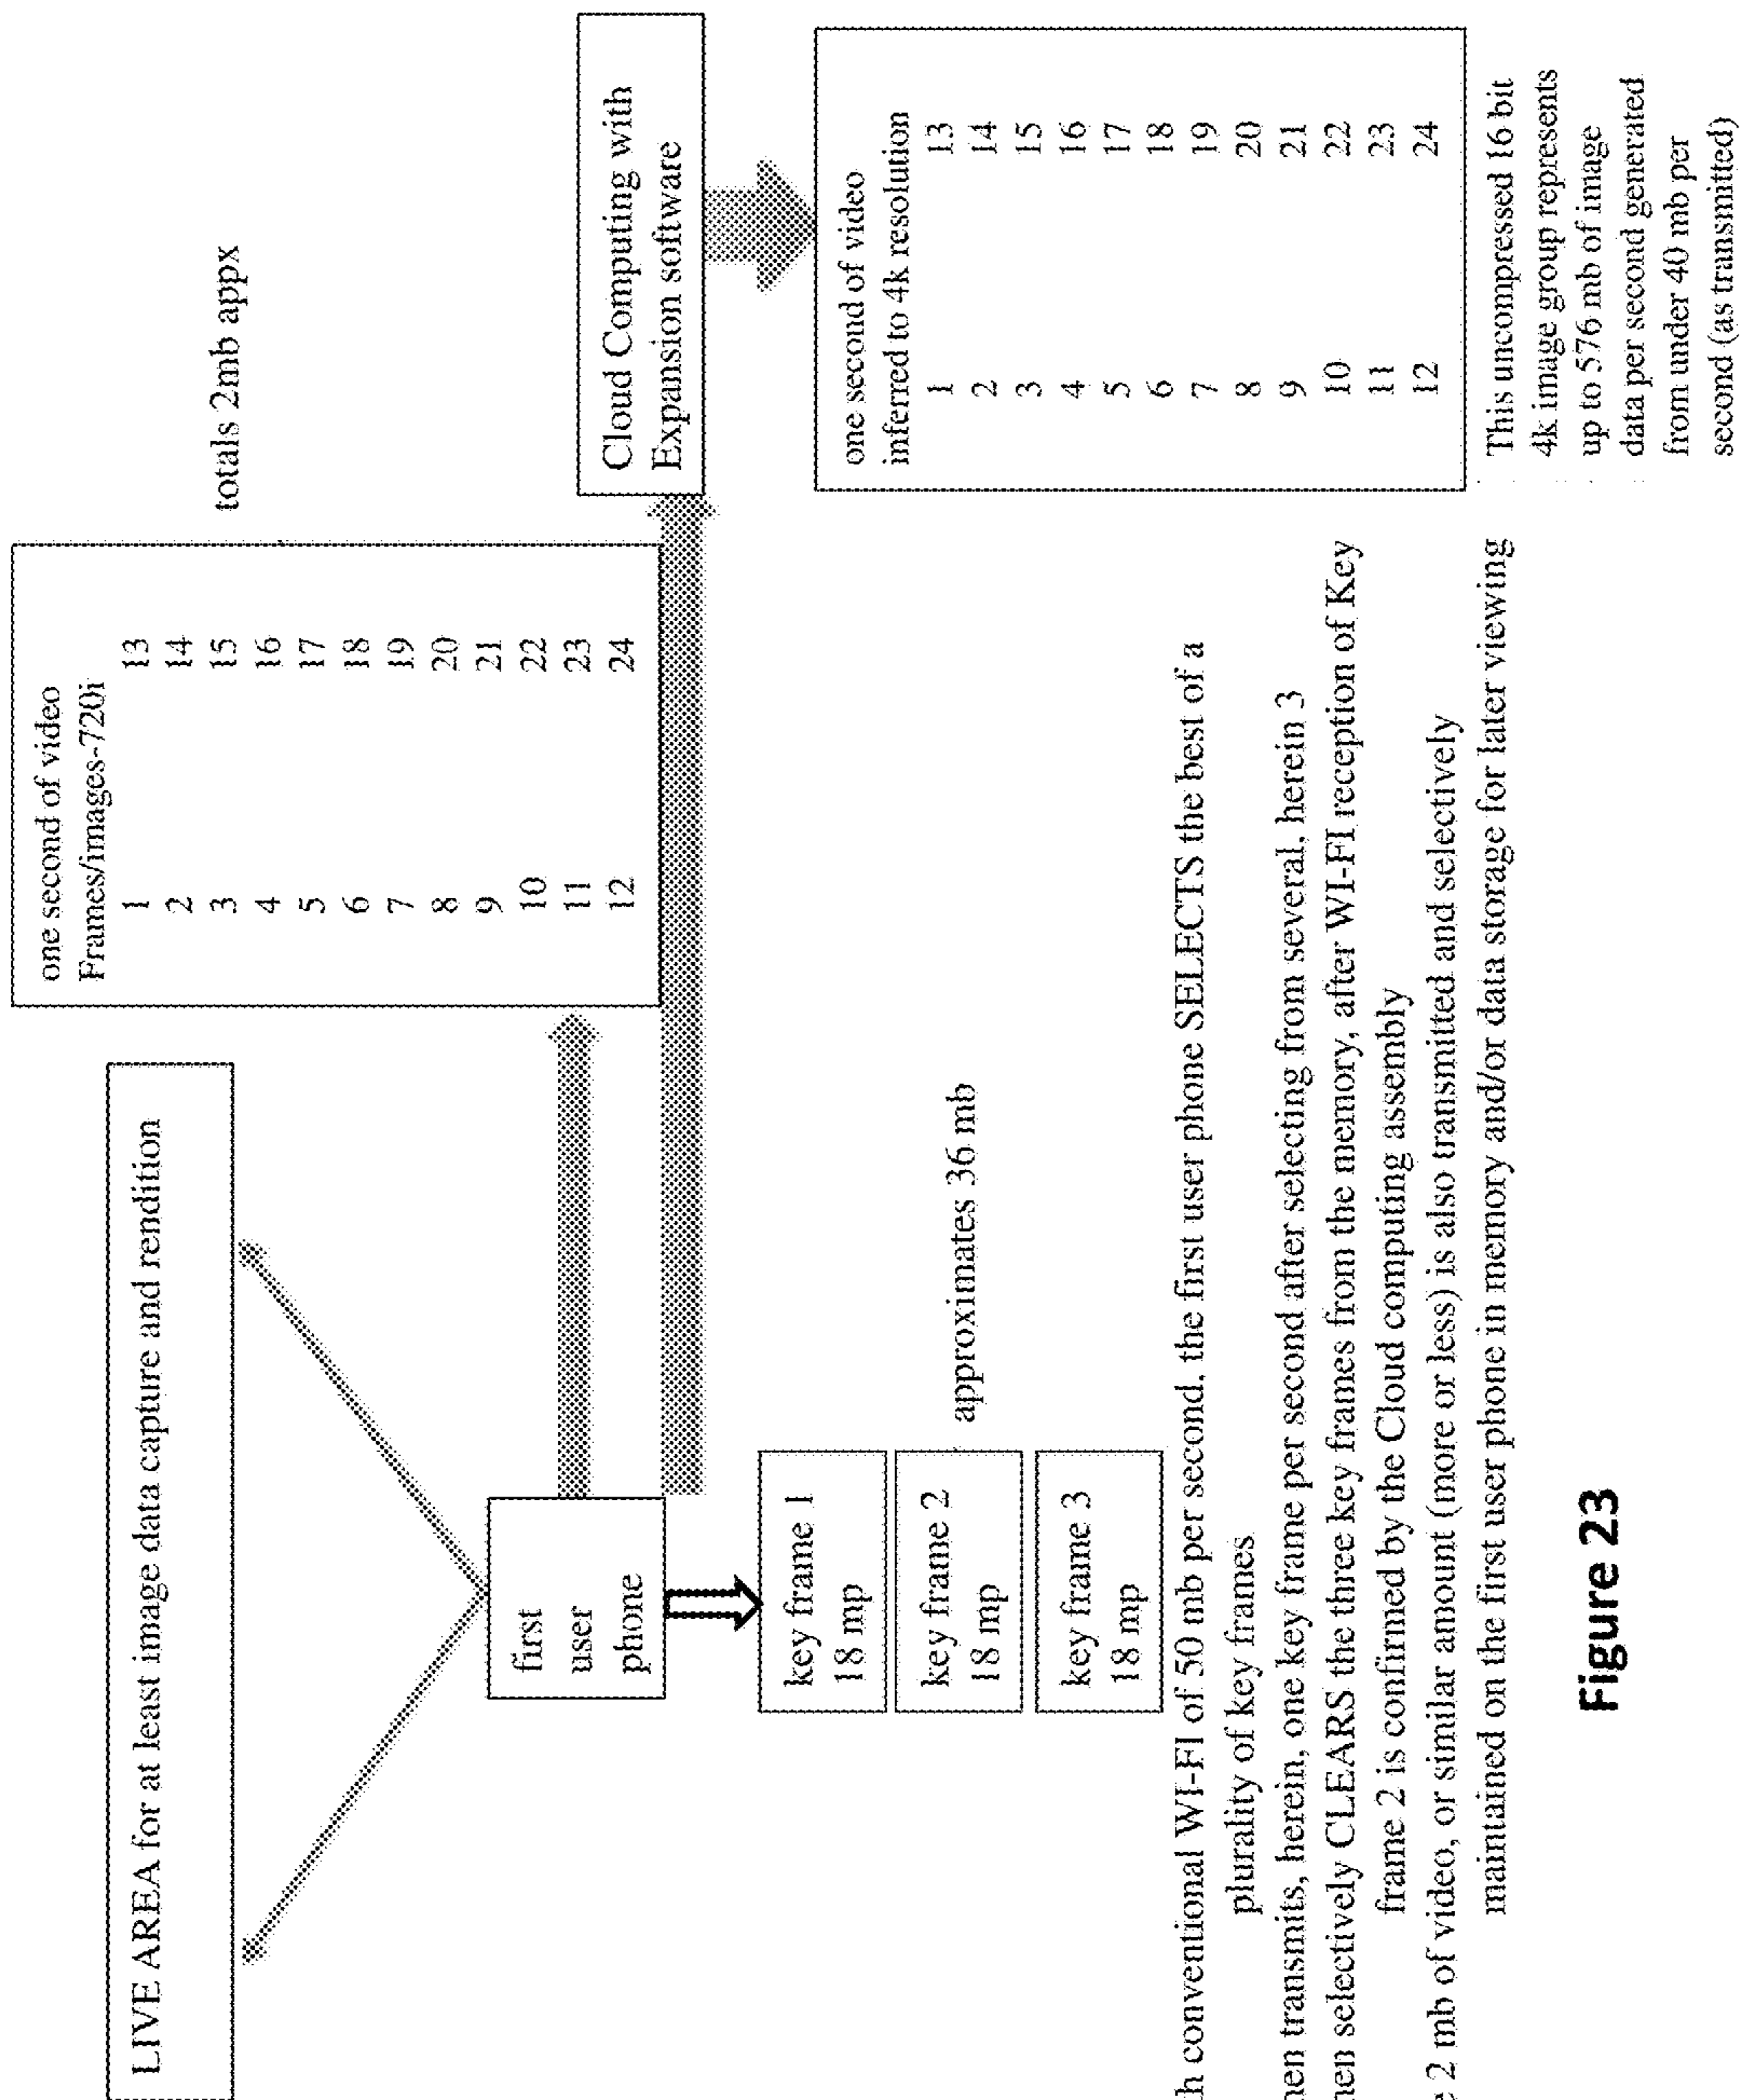 LIVE AREA for at least image data capture and rendition
one second of video
Frames/images-720i
1 13
2 14
3 15
4 16
5 17
6 18
7 19
8 20
9 21
10 22
11 23
12 24
totals 2mb appx
first
user
phone
Cloud Computing with
Expansion software
key frame 1
18 mp
key frame 2
18 mp
key frame 3
18 mp
approximates 36 mb
one second of video
inferred to 4k resolution
1 13
2 14
3 15
4 16
5 17
6 18
7 19
8 20
9 21
10 22
11 23
12 24
This uncompressed 16 bit
4k image group represents
up to 576 mb of image
data per second generated
from under 40 mb per
second (as transmitted)
conventional WI-FI of 50 mb per second, the first user phone SELECTS the best of a
plurality of key frames
transmits, herein, one key frame per second after selecting from several, herein 3
selectively CLEARS the three key frames from the memory, after WI-FI reception of Key
frame 2 is confirmed by the Cloud computing assembly
2 mb of video, or similar amount (more or less) is also transmitted and selectively
maintained on the first user phone in memory and/or data storage for later viewing
Figure 23